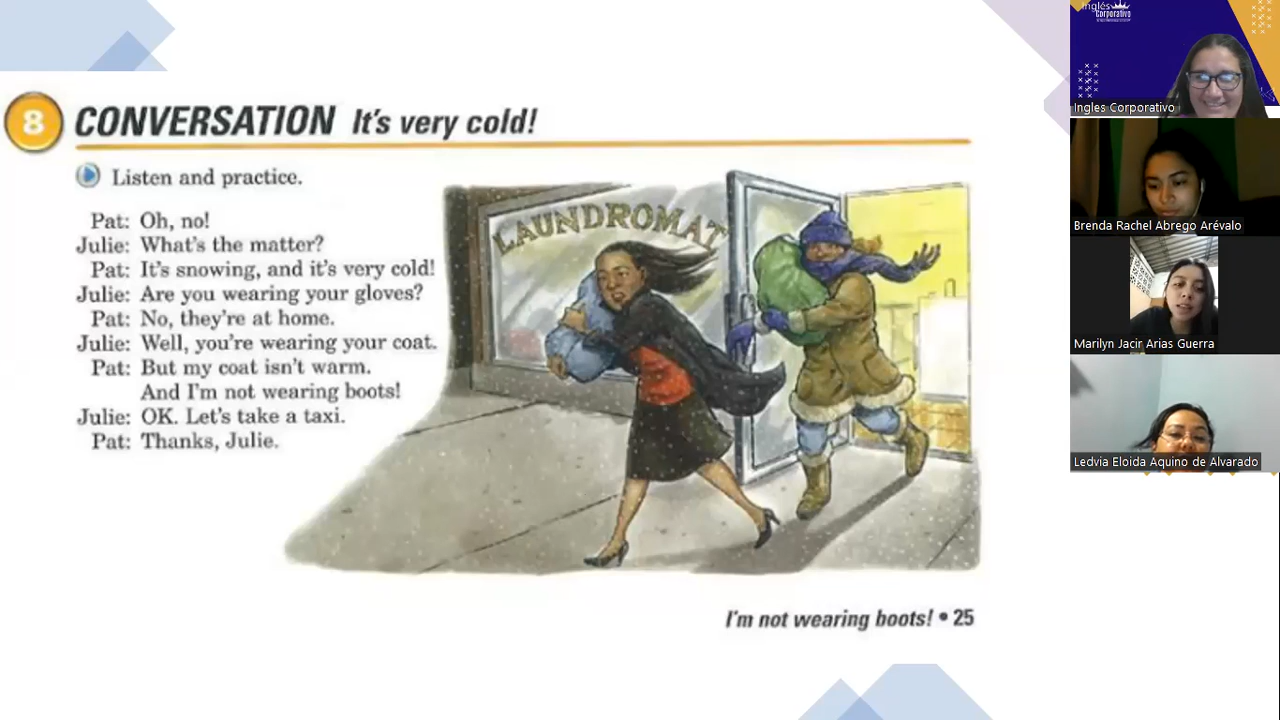 8 CONVERSATION It's very cold!
Listen and practice.
Pat: Oh, no!
Julie: What's the matter?
Pat: It's snowing, and it's very cold!
Julie: Are you wearing your gloves?
Pat: No, they're at home.
Julie: Well, you're wearing your coat.
Pat: But my coat isn't warm.
And I'm not wearing boots!
Julie: OK. Let's take a taxi.
Pat: Thanks, Julie.
LAUNDROMAT
I'm not wearing boots! • 25
Inglés
corporativo
Ingles Corporativo
Brenda Rachel Abrego Arévalo
Marilyn Jacir Arias Guerra
Ledvia Eloida Aquino de Alvarado